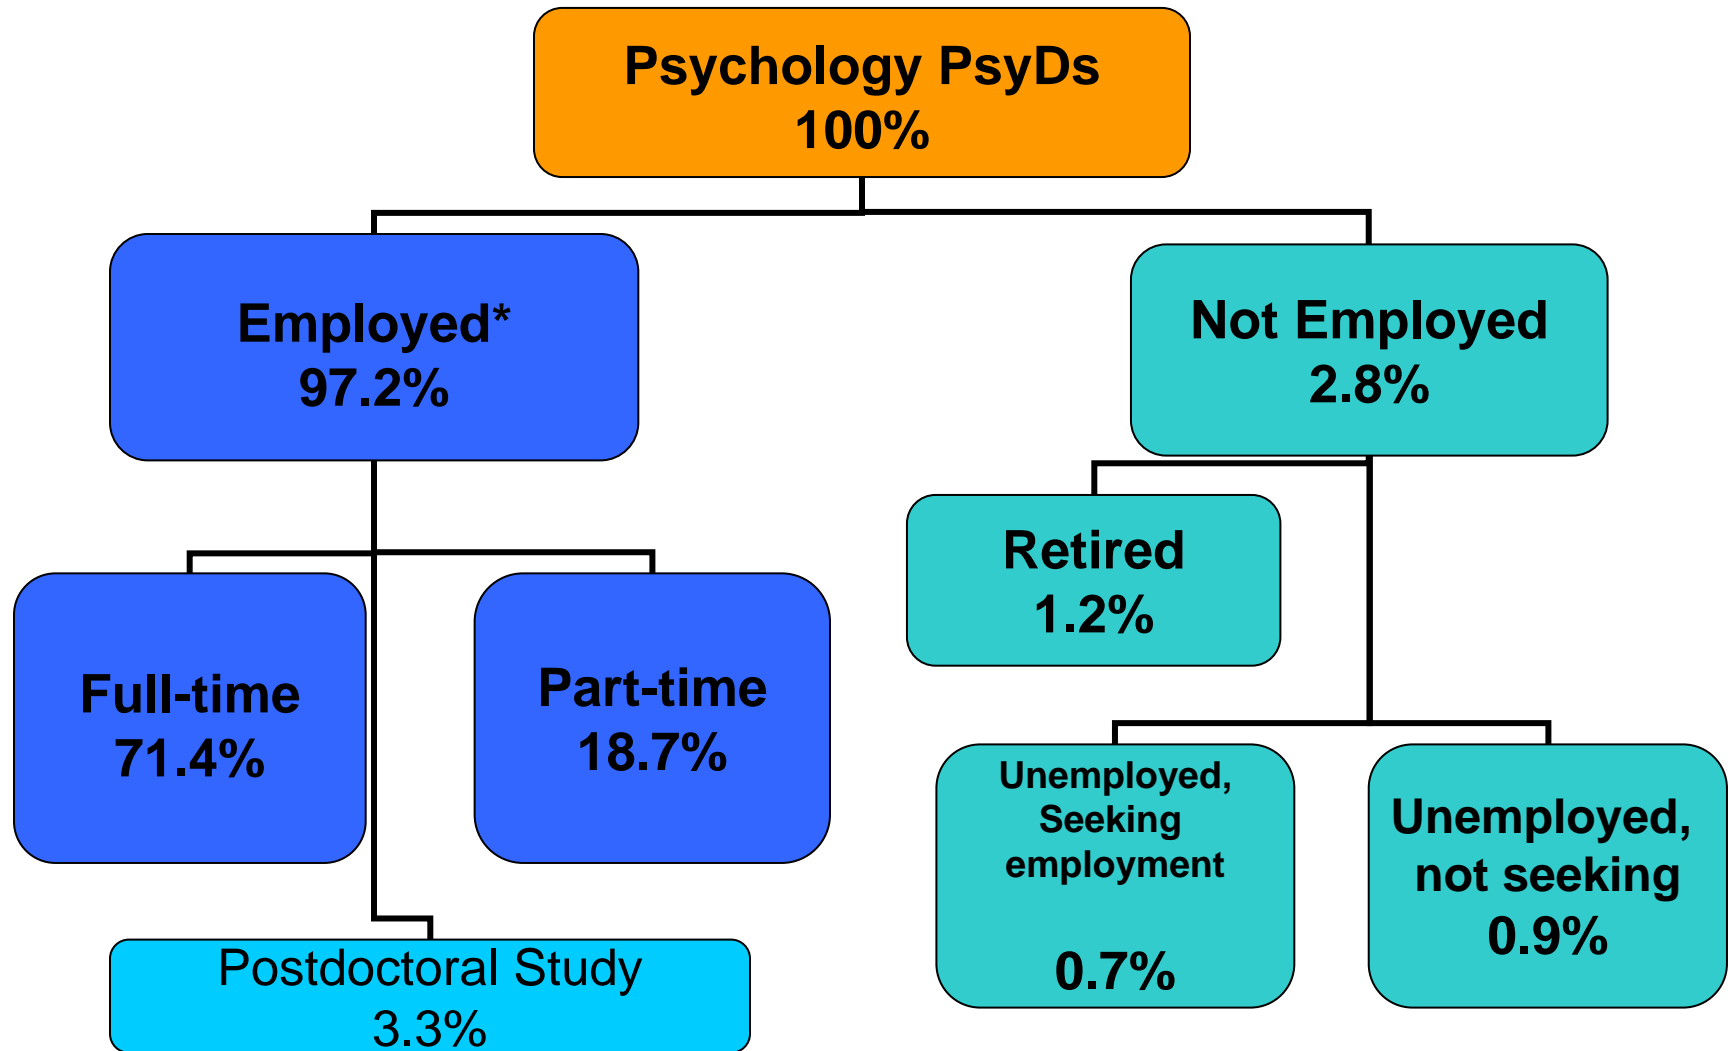 Psychology PsyDs
100%
Employed*
97.2%
Not Employed
2.8%
Retired
1.2%
Full-time
71.4%
Part-time
18.7%
Unemployed,
Seeking
employment
0.7%
Unemployed,
not seeking
0.9%
Postdoctoral Study
3.3%